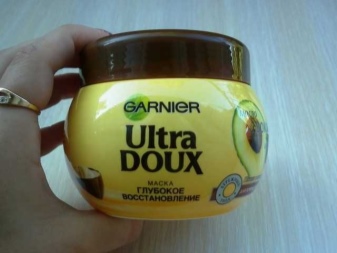 GARNIER
Ultra
DOUX
МАСКА
ГЛУБОКОЕ
ВОССТАНОВЛЕНИЕ